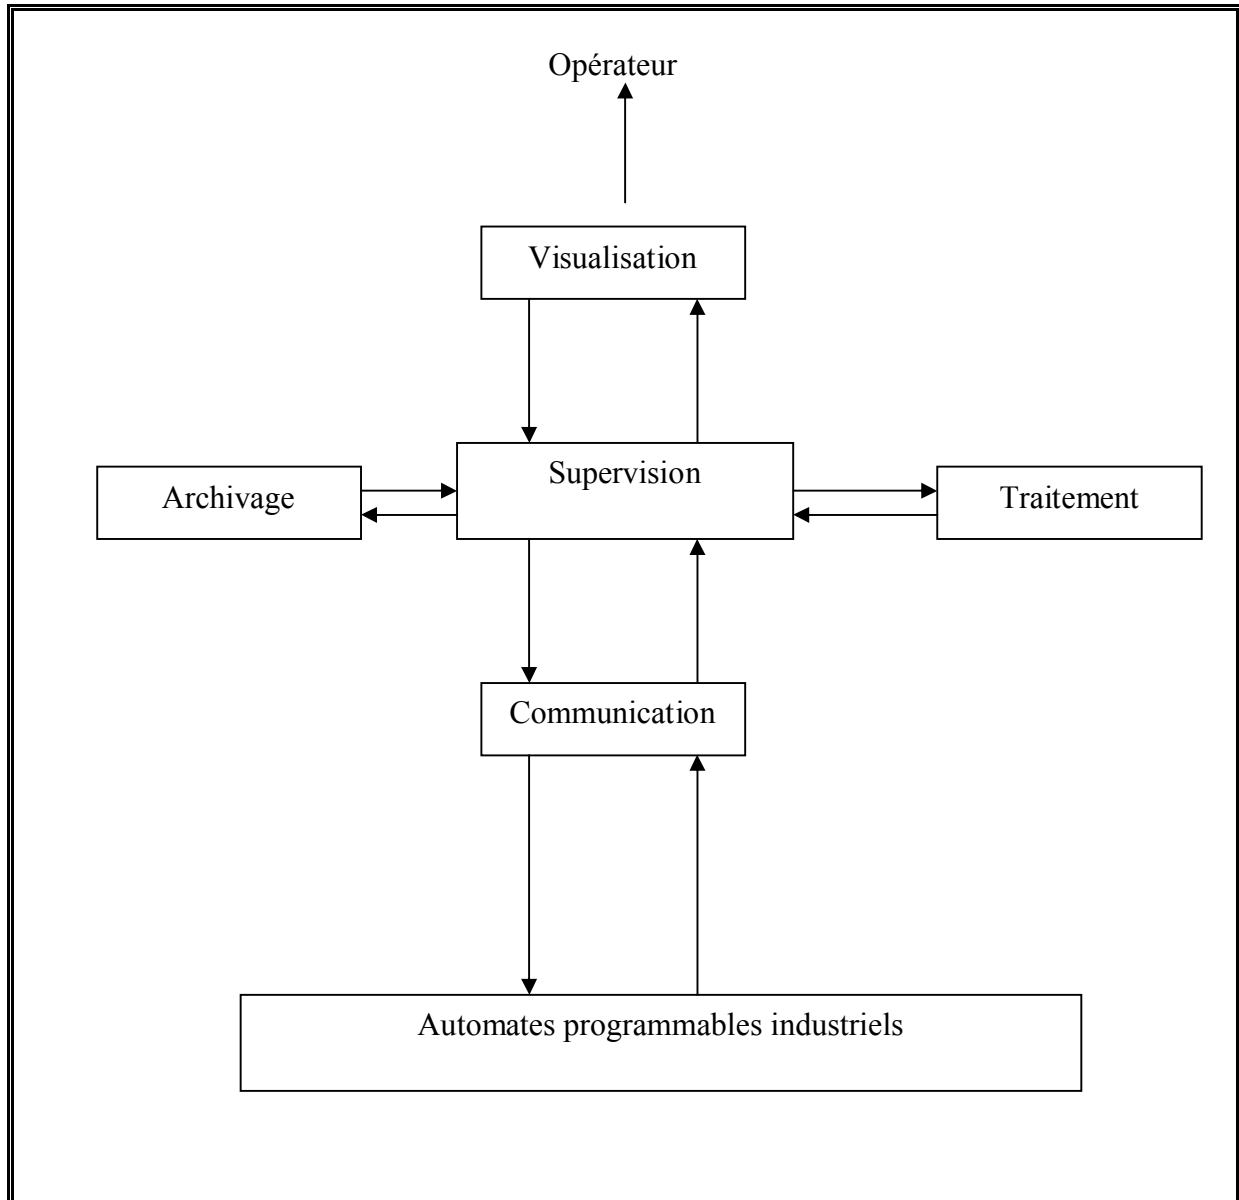 Opérateur
Visualisation
Supervision
Archivage
Traitement
Communication
Automates programmables industriels